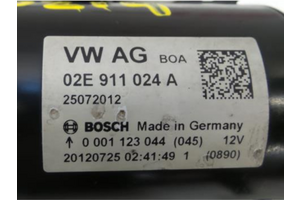 VW AG BOA
02E 911 024 A
25072012
BOSCH Made in Germany
0 001 123 044 (045) 12V
20120725 02:41:49 1 (0890)